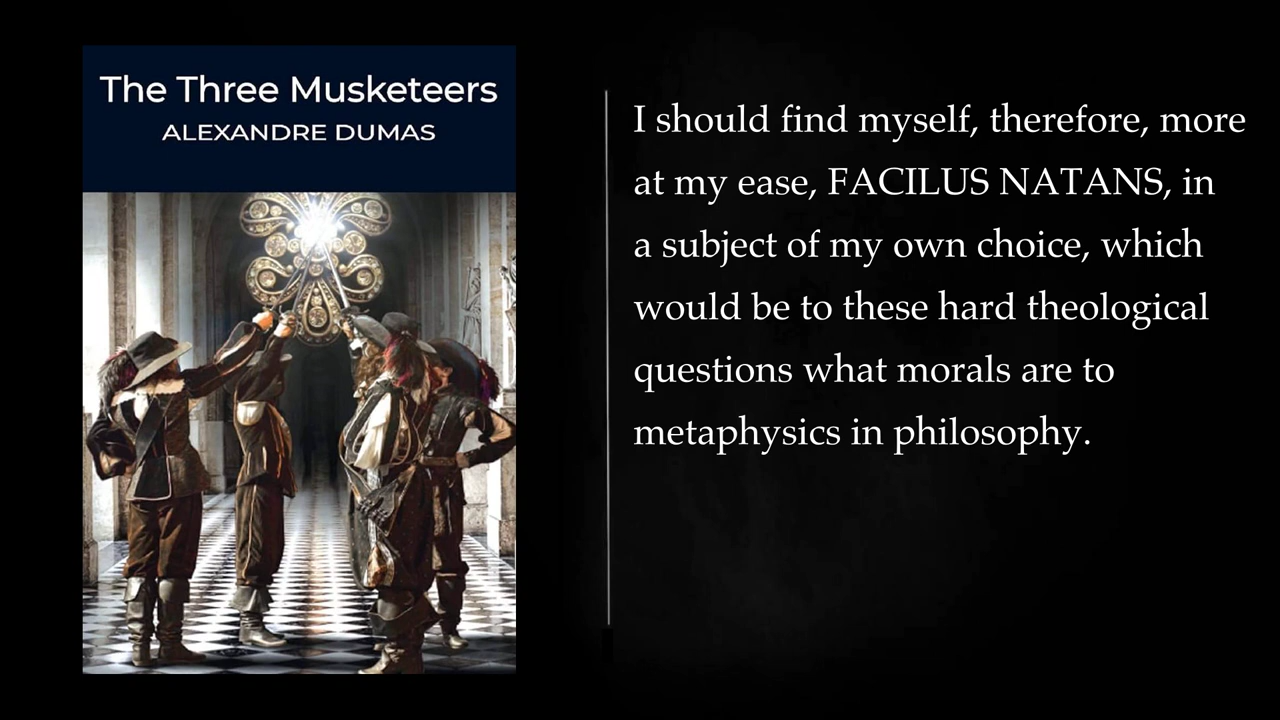 The Three Musketeers
ALEXANDRE DUMAS
I should find myself, therefore, more
at my ease, FACILUS NATANS, in
a subject of my own choice, which
would be to these hard theological
questions what morals are to
metaphysics in philosophy.